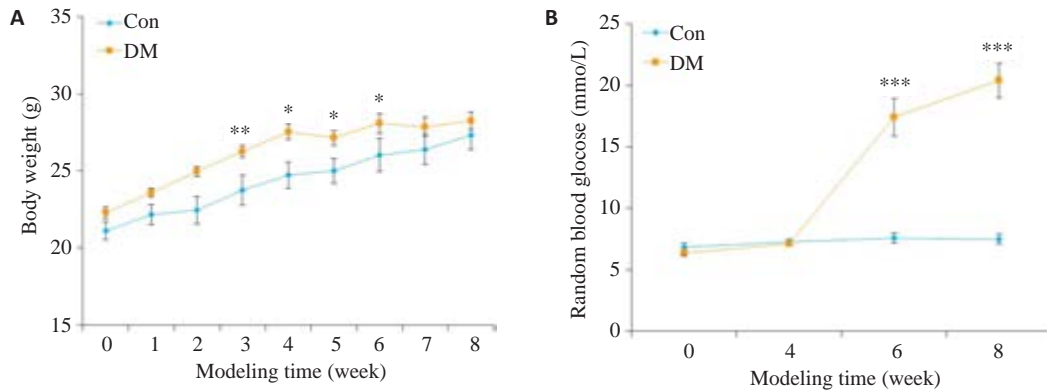 A
35
30
25
20
15
Body weight (g)
Con
DM
**
*
*
*
0 1 2 3 4 5 6 7 8
Modeling time (week)
B
25
20
15
10
5
0
Random blood glocose (mmo/L)
Con
DM
***
***
0 4 6 8
Modeling time (week)